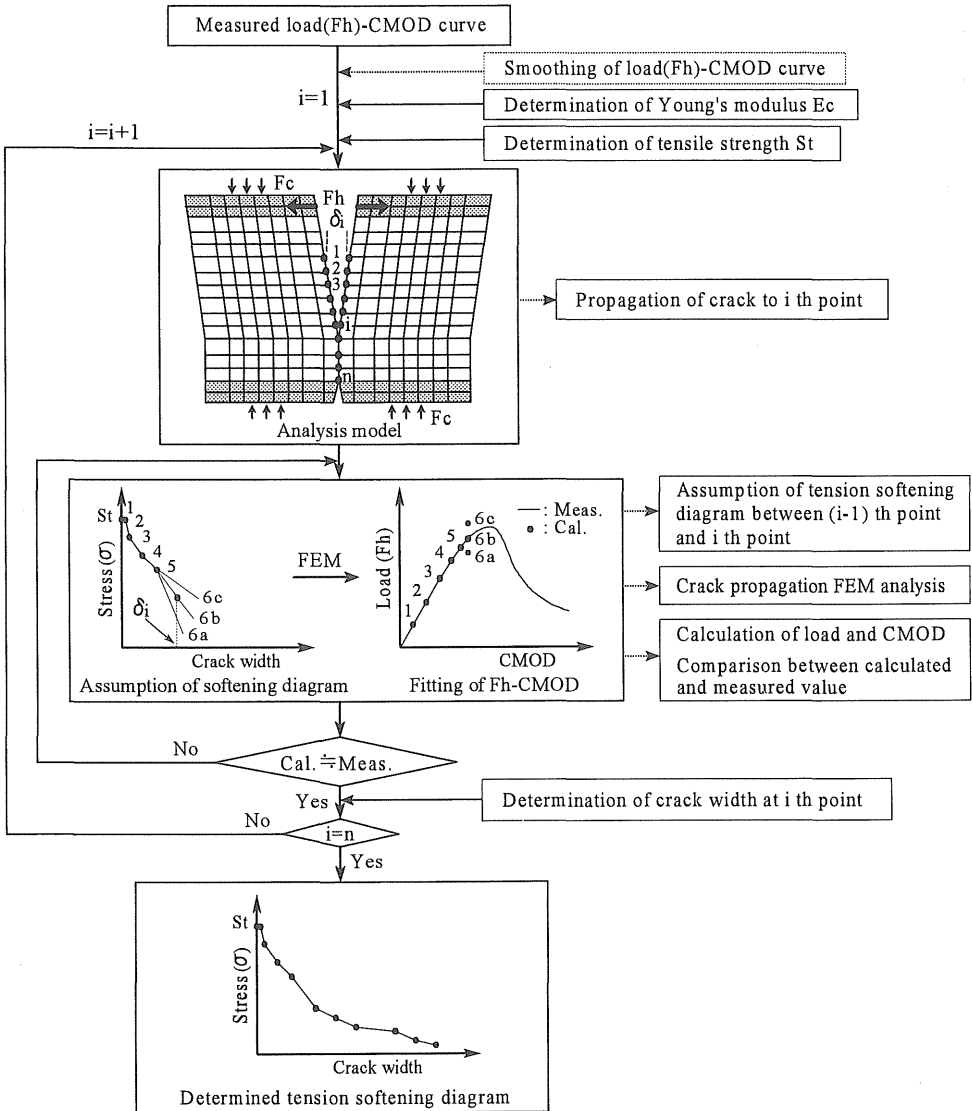 Measured load(Fh)-CMOD curve
Smoothing of load(Fh)-CMOD curve
i=1
Determination of Young's modulus Ec
i=i+1
Determination of tensile strength St
Fc
Fh
δi
1
2
3
i
n
Fc
Analysis model
Propagation of crack to i th point
St
1
2
3
4
5
6c
6b
6a
δi
Stress(σ)
Crack width
Assumption of softening diagram
FEM
Load(Fh)
1
2
3
4
5
6c
6b
6a
— : Meas.
• : Cal.
CMOD
Fitting of Fh-CMOD
Assumption of tension softening
diagram between (i-1) th point
and i th point
Crack propagation FEM analysis
Calculation of load and CMOD
Comparison between calculated
and measured value
No
Cal.≒Meas.
Yes
Determination of crack width at i th point
No
i=n
Yes
St
Stress(σ)
Crack width
Determined tension softening diagram